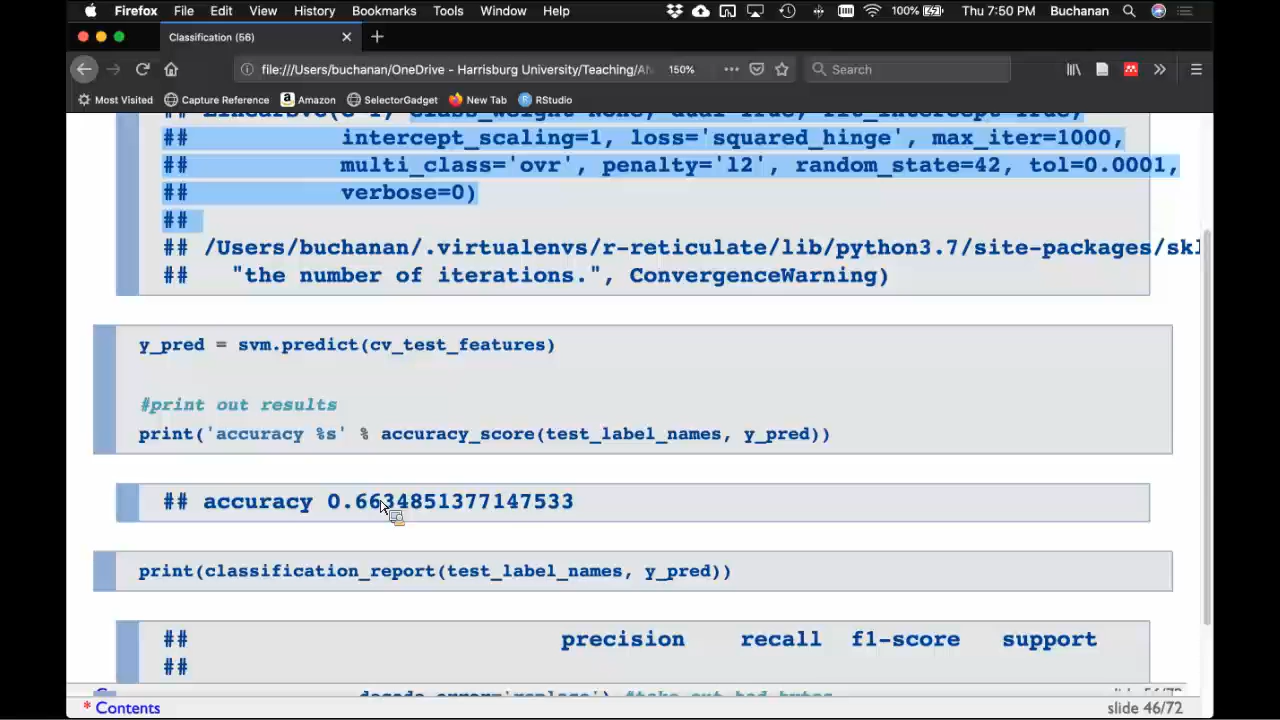 Firefox File Edit View History Bookmarks Tools Window Help 100% Thu 7:50 PM Buchanan
Classification (56)
file:///Users/buchanan/OneDrive - Harrisburg University/Teaching/ 150% Search
Most Visited Capture Reference Amazon SelectorGadget New Tab RStudio
## intercept_scaling=1, loss='squared_hinge', max_iter=1000,
## multi_class='ovr', penalty='l2', random_state=42, tol=0.0001,
## verbose=0)
##
## /Users/buchanan/.virtualenvs/r-reticulate/lib/python3.7/site-packages/skl
## "the number of iterations.", ConvergenceWarning)
y_pred = svm.predict(cv_test_features)
#print out results
print('accuracy %s' % accuracy_score(test_label_names, y_pred))
## accuracy 0.6634851377147533
print(classification_report(test_label_names, y_pred))
## precision recall f1-score support
##
* Contents slide 46/72